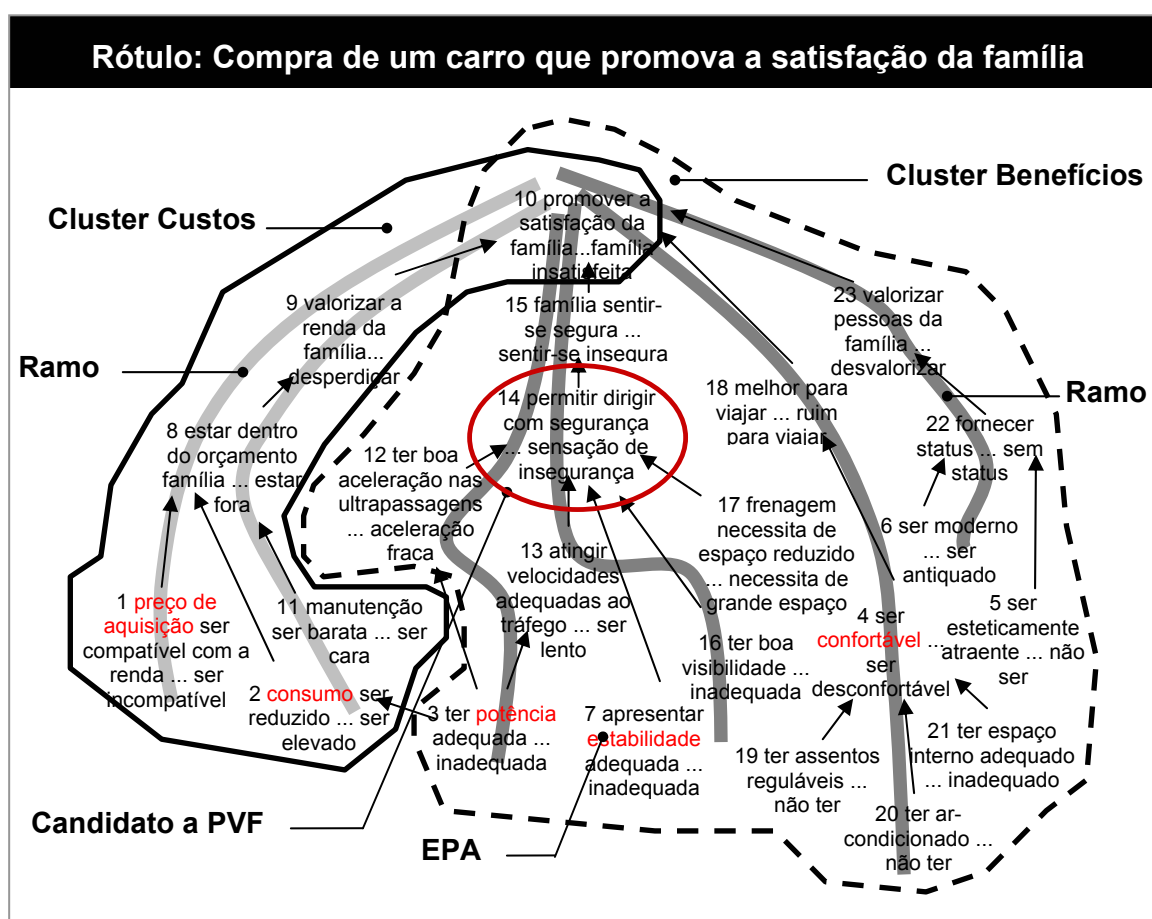 Rótulo: Compra de um carro que promova a satisfação da família
Cluster Benefícios
Cluster Custos
10 promover a
satisfação da
família...família
insatisfeita
9 valorizar a
renda da
família...
desperdiçar
15 família sentir-
se segura ...
sentir-se insegura
23 valorizar
pessoas da
família ...
desvalorizar
Ramo
Ramo
14 permitir dirigir
com segurança
... sensação de
insegurança
18 melhor para
viajar ... ruim
para viajar
22 fornecer
status ... sem
status
8 estar dentro
do orçamento
família ... estar
fora
12 ter boa
aceleração nas
ultrapassagens
... aceleração
fraca
17 frenagem
necessita de
espaço reduzido
... necessita de
grande espaço
6 ser moderno
... ser
antiquado
13 atingir
velocidades
adequadas ao
tráfego ... ser
lento
1 preço de
aquisição ser
compatível com a
renda ... ser
incompatível
11 manutenção
ser barata ... ser
cara
16 ter boa
visibilidade ...
inadequada
4 ser
confortável ...
ser
desconfortável
5 ser
esteticamente
atraente ... não
ser
2 consumo ser
reduzido ... ser
elevado
3 ter potência
adequada ...
inadequada
7 apresentar
estabilidade
adequada ...
inadequada
19 ter assentos
reguláveis ...
não ter
21 ter espaço
interno adequado
... inadequado
20 ter ar-
condicionado ...
não ter
Candidato a PVF
EPA